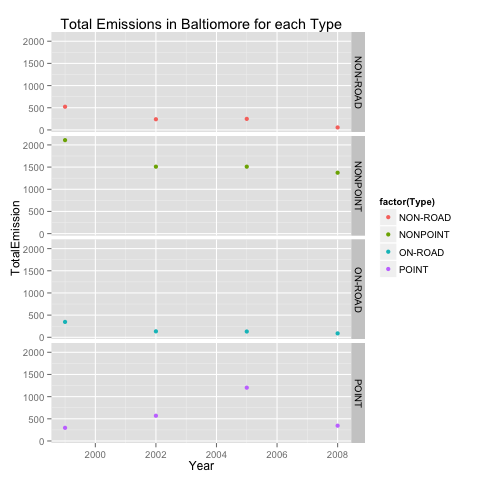 Total Emissions in Baltiomore for each Type
2000
1500
1000
500
0
NON-ROAD
2000
1500
1000
500
0
NONPOINT
2000
1500
1000
500
0
ON-ROAD
2000
1500
1000
500
0
POINT
TotalEmission
2000
2002
2004
2006
2008
Year
factor(Type)
NON-ROAD
NONPOINT
ON-ROAD
POINT